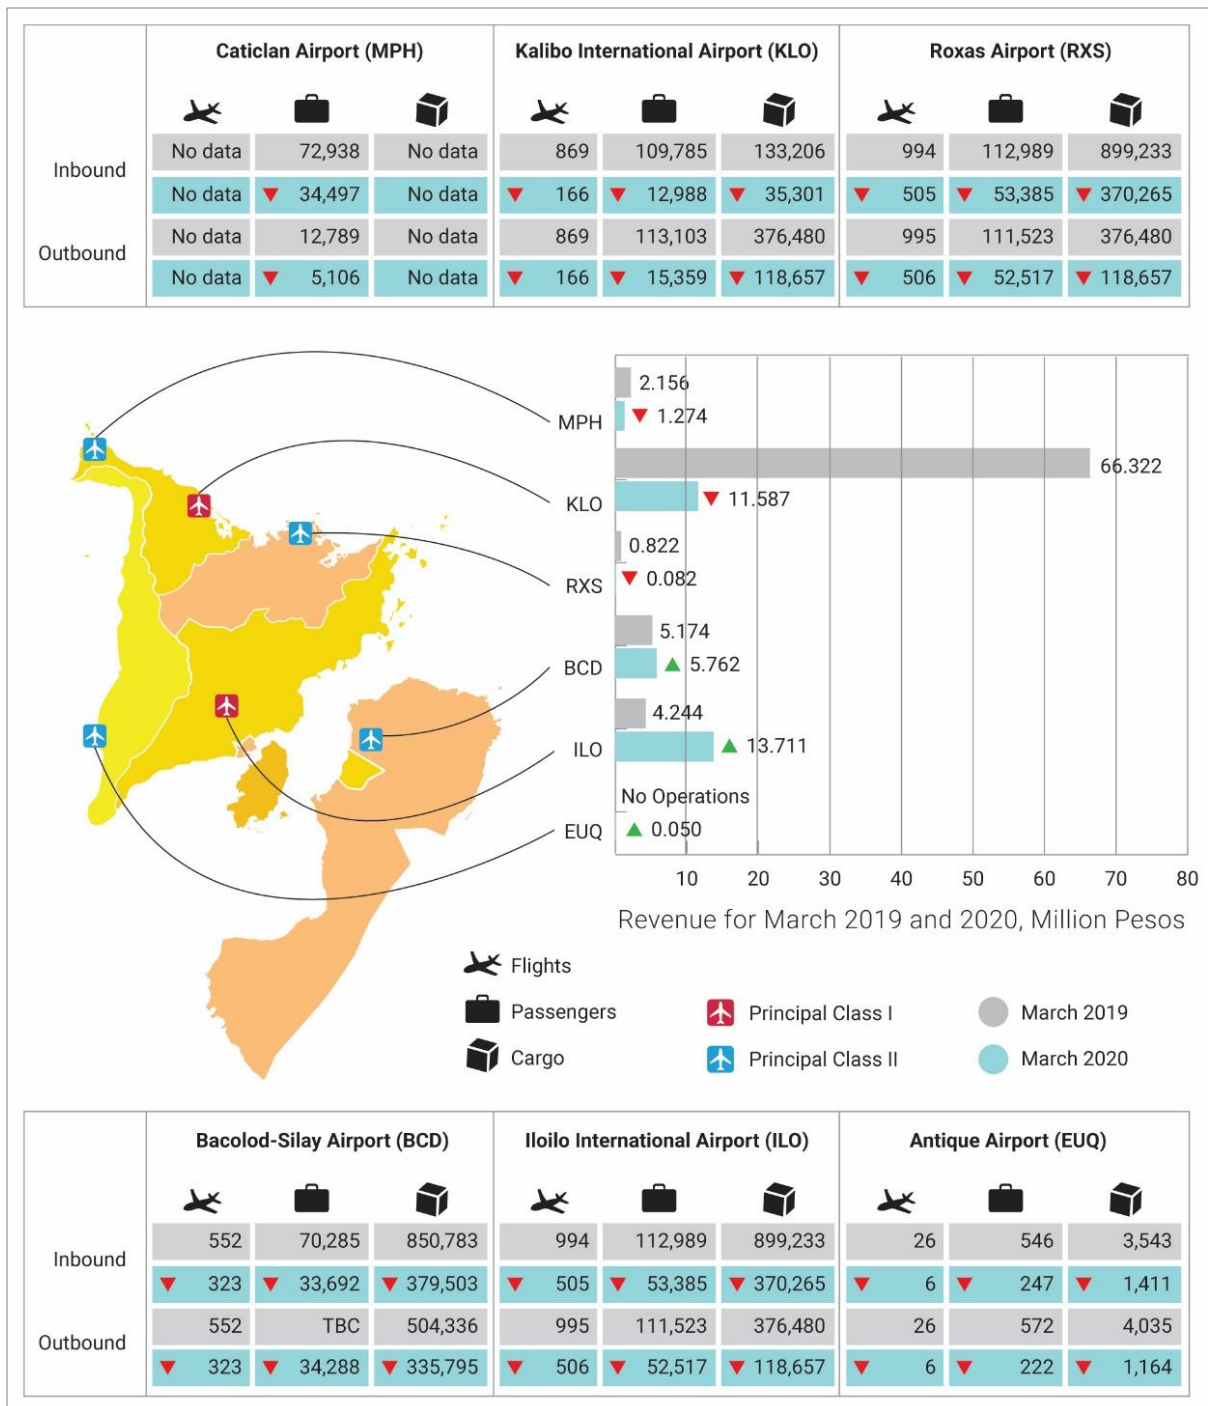 Caticlan Airport (MPH) Kalibo International Airport (KLO) Roxas Airport (RXS)
Inbound
No data 72,938 No data 869 109,785 133,206 994 112,989 899,233
No data ▼ 34,497 No data ▼ 166 ▼ 12,988 ▼ 35,301 ▼ 505 ▼ 53,385 ▼ 370,265
Outbound
No data 12,789 No data 869 113,103 376,480 995 111,523 376,480
No data ▼ 5,106 No data ▼ 166 ▼ 15,359 ▼ 118,657 ▼ 506 ▼ 52,517 ▼ 118,657
2.156
MPH ▼ 1.274
66.322
KLO ▼ 11.587
0.822
RXS ▼ 0.082
5.174
BCD ▲ 5.762
4.244
ILO ▲ 13.711
No Operations
EUQ ▲ 0.050
10 20 30 40 50 60 70 80
Revenue for March 2019 and 2020, Million Pesos
Flights
Passengers Principal Class I March 2019
Cargo Principal Class II March 2020
Bacolod-Silay Airport (BCD) Iloilo International Airport (ILO) Antique Airport (EUQ)
Inbound
552 70,285 850,783 994 112,989 899,233 26 546 3,543
▼ 323 ▼ 33,692 ▼ 379,503 ▼ 505 ▼ 53,385 ▼ 370,265 ▼ 6 ▼ 247 ▼ 1,411
Outbound
552 TBC 504,336 995 111,523 376,480 26 572 4,035
▼ 323 ▼ 34,288 ▼ 335,795 ▼ 506 ▼ 52,517 ▼ 118,657 ▼ 6 ▼ 222 ▼ 1,164